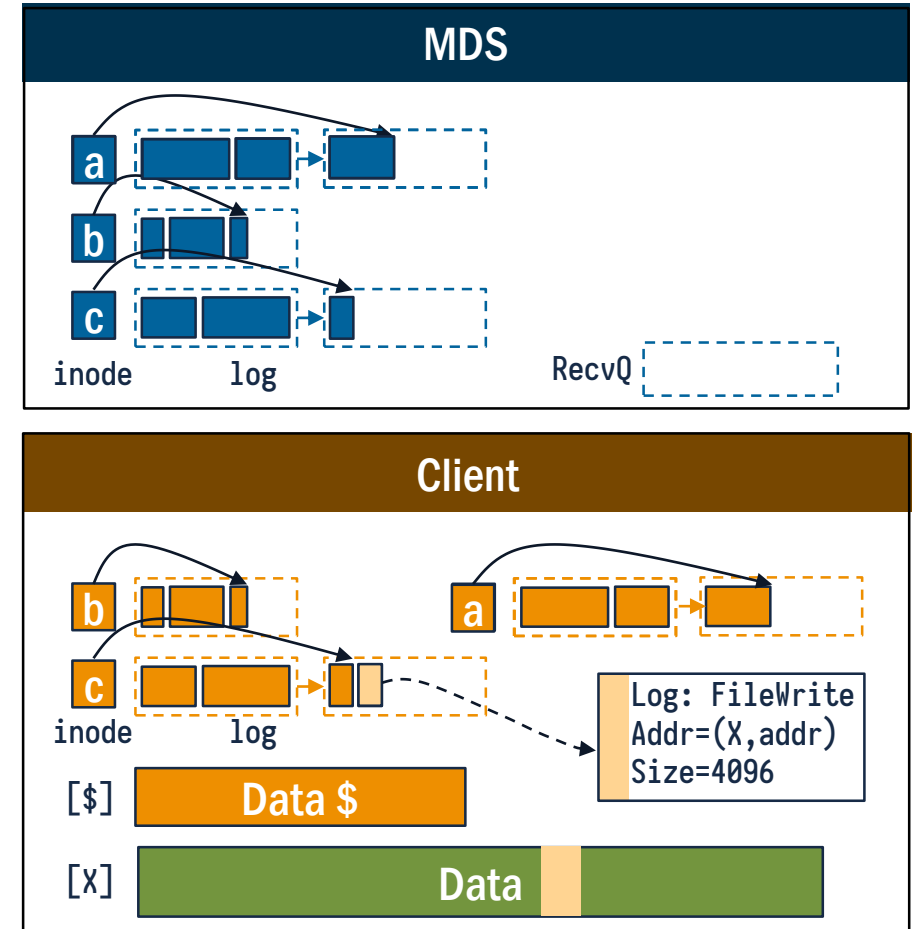 MDS
a
b
c
inode log
RecvQ
Client
b
a
c
inode log
Log: FileWrite
Addr=(X,addr)
Size=4096
[$] Data $
[X] Data